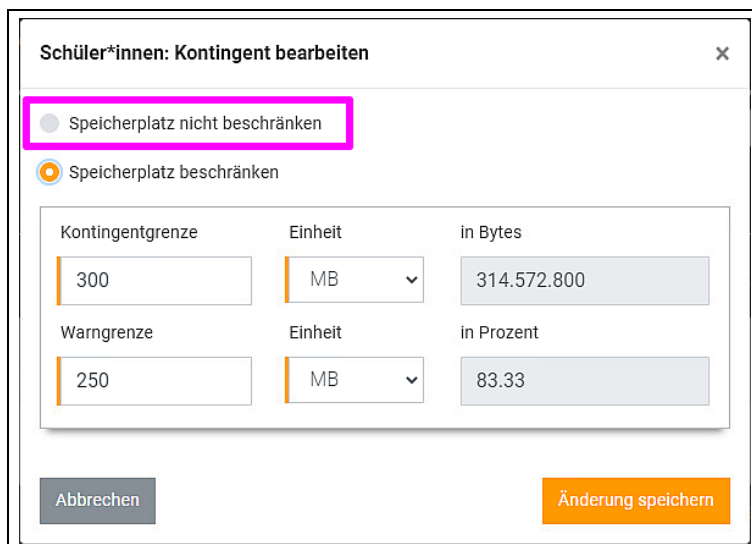 Schüler*innen: Kontingent bearbeiten ×
Speicherplatz nicht beschränken
Speicherplatz beschränken
Kontingentgrenze Einheit in Bytes
300 MB 314.572.800
Warngrenze Einheit in Prozent
250 MB 83.33
Abbrechen Änderung speichern